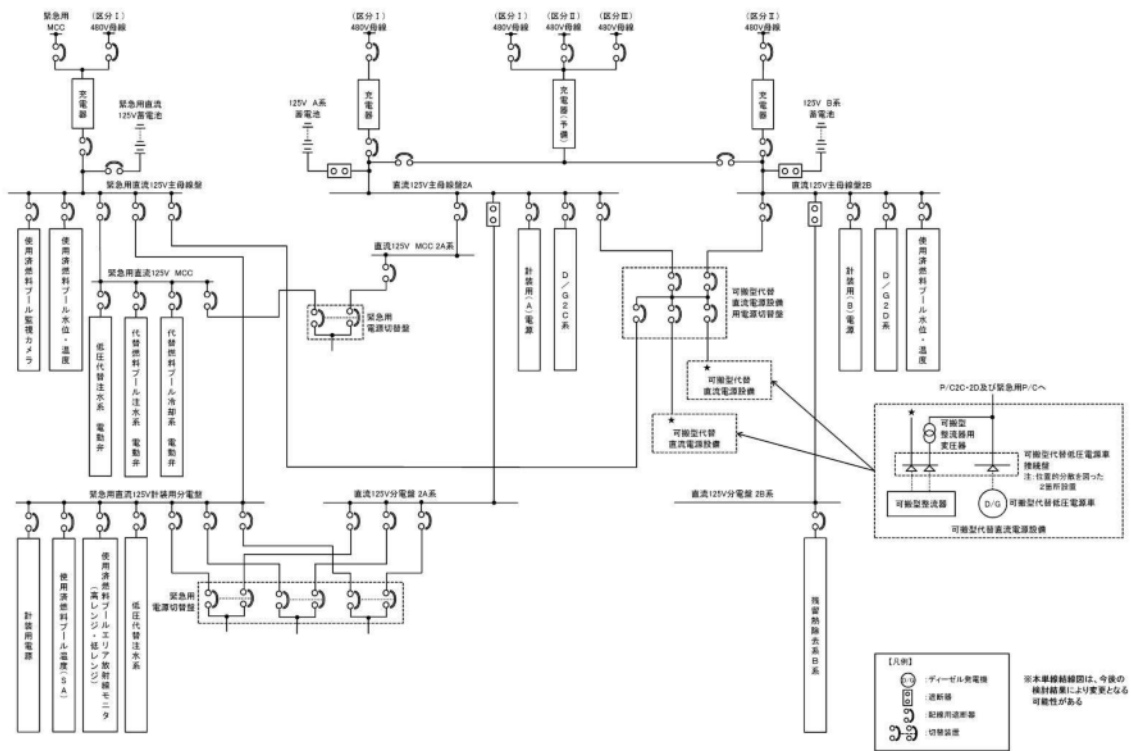 緊急用
MCC
(区分Ⅰ)
480V母線
(区分Ⅰ)
480V母線
(区分Ⅰ)
480V母線
(区分Ⅱ)
480V母線
(区分Ⅲ)
480V母線
(区分Ⅱ)
480V母線
充電器
緊急用直流
125V蓄電池
125V A系
蓄電池
充電器
充電器(予備)
充電器
125V B系
蓄電池
緊急用直流125V主母線盤
直流125V主母線盤2A
直流125V主母線盤2B
使用済燃料プール監視カメラ
使用済燃料プール水位・温度
緊急用直流125V MCC
低圧代替注水系 電動弁
代替燃料プール注水系 電動弁
代替燃料プール冷却系 電動弁
直流125V MCC 2A系
緊急用
電源切替盤
計装用(A)電源
D/G2C系
可搬型代替
直流電源設備
用電源切替盤
計装用(B)電源
D/G2D系
使用済燃料プール水位・温度
★
可搬型代替
直流電源設備
★
可搬型代替
直流電源設備
P/C2C・2D及び緊急用P/Cへ
★
可搬型
整流器用
変圧器
可搬型代替低圧電源車
接続盤
注:位置的分散を図った
2箇所設置
可搬型整流器
D/G
可搬型代替低圧電源車
可搬型代替直流電源設備
緊急用直流125V計装用分電盤
直流125V分電盤 2A系
直流125V分電盤 2B系
計装用電源
使用済燃料プール温度(SA)
使用済燃料プールエリア放射線モニタ
(高レンジ・低レンジ)
低圧代替注水系
緊急用
電源切替盤
残留熱除去系B系
【凡例】
D/G
:ディーゼル発電機
:遮断器
:配線用遮断器
:切替装置
※本単線結線図は、今後の
検討結果により変更となる
可能性がある